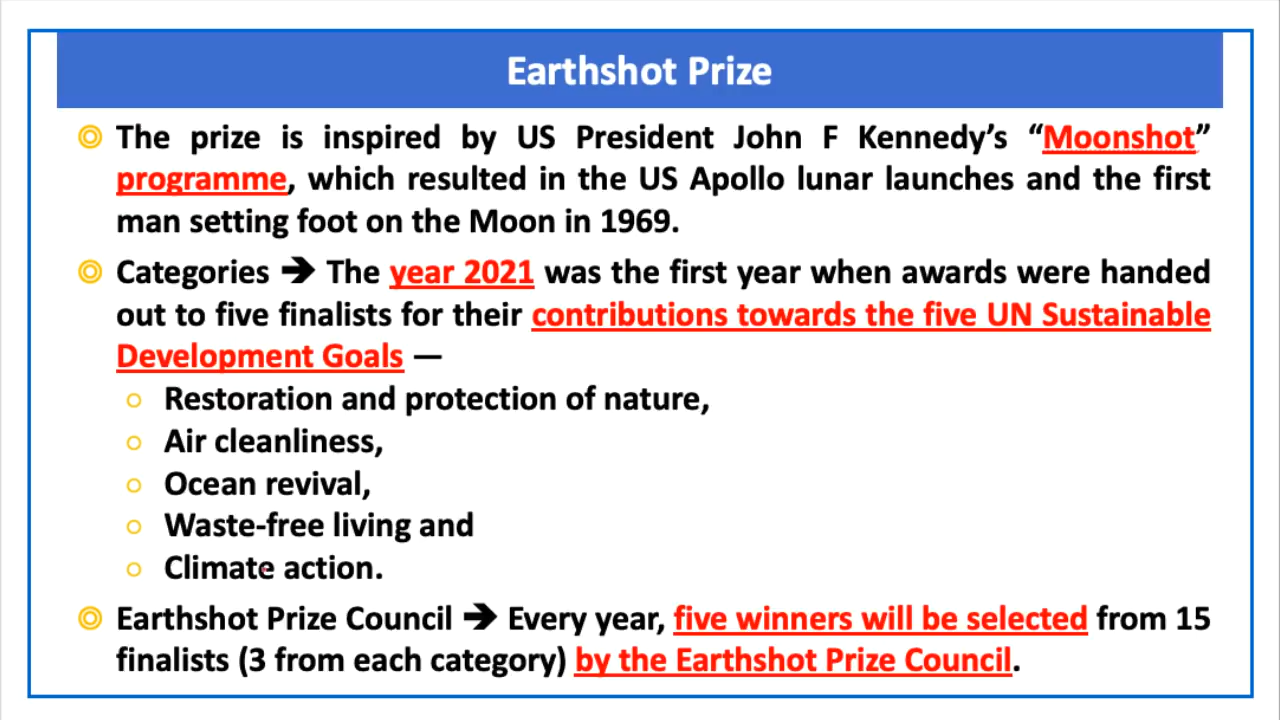 Earthshot Prize
◎ The prize is inspired by US President John F Kennedy’s “Moonshot”
programme, which resulted in the US Apollo lunar launches and the first
man setting foot on the Moon in 1969.
◎ Categories ➔ The year 2021 was the first year when awards were handed
out to five finalists for their contributions towards the five UN Sustainable
Development Goals —
○ Restoration and protection of nature,
○ Air cleanliness,
○ Ocean revival,
○ Waste-free living and
○ Climate action.
◎ Earthshot Prize Council ➔ Every year, five winners will be selected from 15
finalists (3 from each category) by the Earthshot Prize Council.